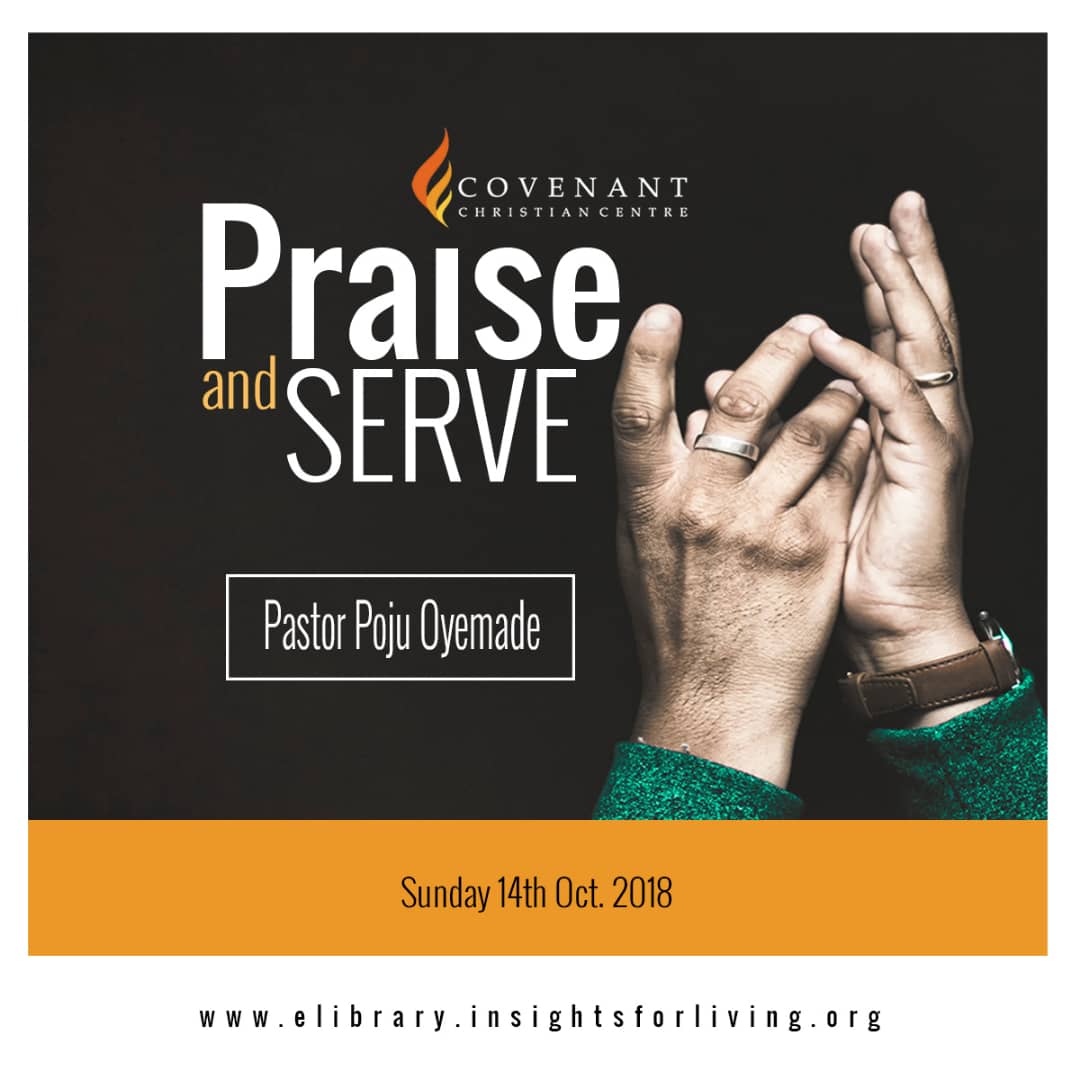 COVENANT
CHRISTIAN CENTRE
Praise
and SERVE
Pastor Poju Oyemade
Sunday 14th Oct. 2018
www.elibrary.insightsforliving.org